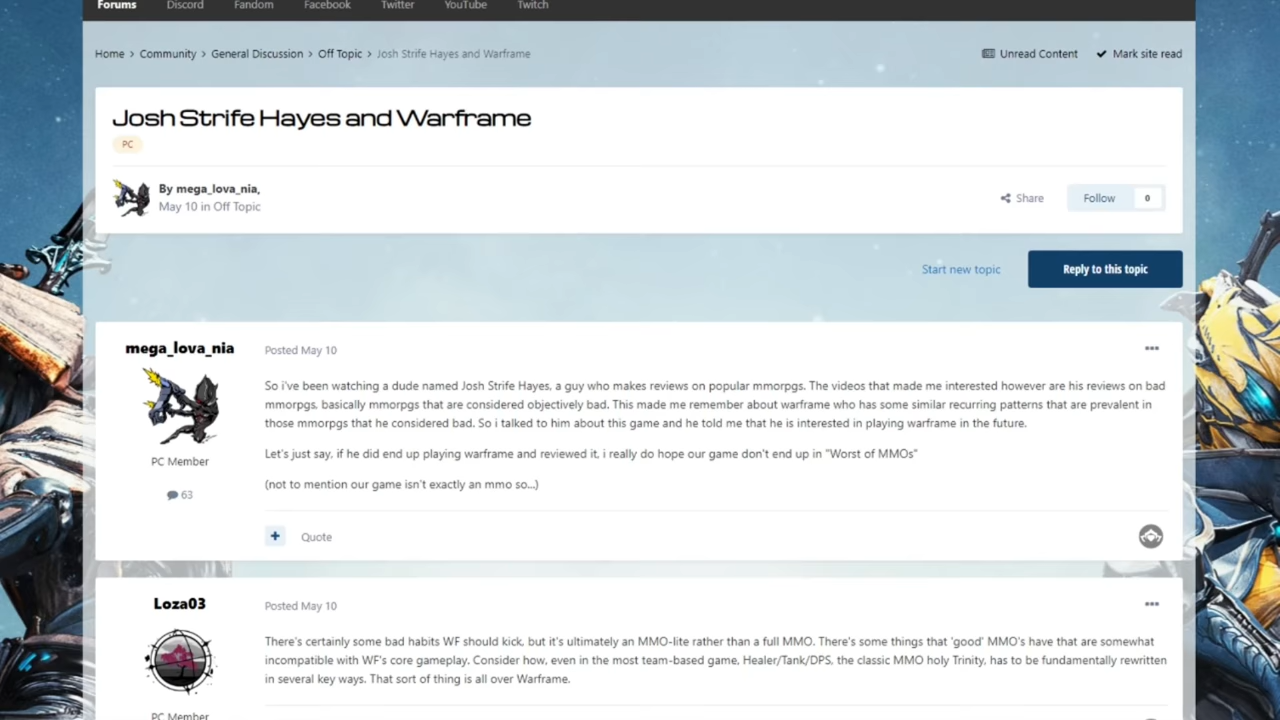 Forums Discord Fandom Facebook Twitter YouTube Twitch
Home > Community > General Discussion > Off Topic > Josh Strife Hayes and Warframe
Unread Content Mark site read
Josh Strife Hayes and Warframe
PC
By mega_lova_nia,
May 10 in Off Topic
Share Follow 0
Start new topic Reply to this topic
mega_lova_nia
PC Member
63
Posted May 10
So i've been watching a dude named Josh Strife Hayes, a guy who makes reviews on popular mmorpgs. The videos that made me interested however are his reviews on bad
mmorpgs, basically mmorpgs that are considered objectively bad. This made me remember about warframe who has some similar recurring patterns that are prevalent in
those mmorpgs that he considered bad. So i talked to him about this game and he told me that he is interested in playing warframe in the future.
Let's just say, if he did end up playing warframe and reviewed it, i really do hope our game don't end up in "Worst of MMOs"
(not to mention our game isn't exactly an mmo so...)
+ Quote
Loza03
PC Member
Posted May 10
There's certainly some bad habits WF should kick, but it's ultimately an MMO-lite rather than a full MMO. There's some things that 'good' MMO's have that are somewhat
incompatible with WF's core gameplay. Consider how, even in the most team-based game, Healer/Tank/DPS, the classic MMO holy Trinity, has to be fundamentally rewritten
in several key ways. That sort of thing is all over Warframe.